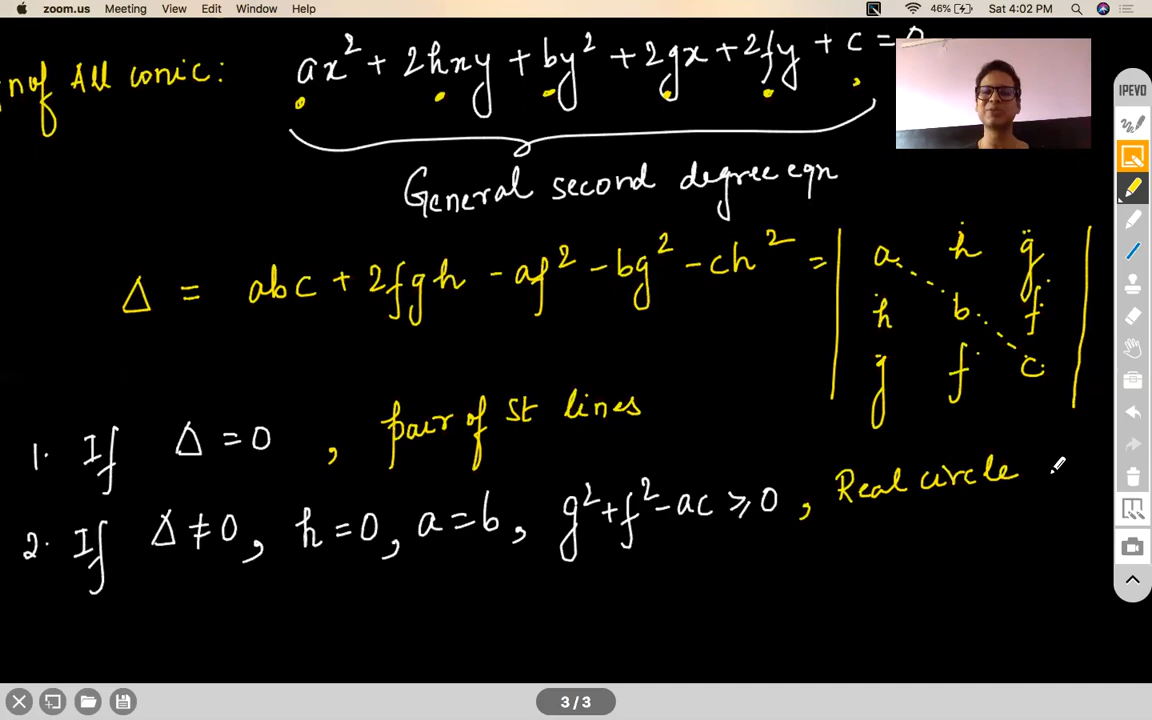 zoom.us Meeting View Edit Window Help 46% Sat 4:02 PM
n of All conic: ax² + 2hxy + by² + 2gx + 2fy + c = 0
IPEVO
General second degree eqn
Δ = abc + 2fgh - af² - bg² - ch² = | a h g
h b f
g f c |
1. If Δ = 0 , pair of st lines
2. If Δ ≠ 0, h = 0, a = b, g² + f² - ac ⩾ 0 , Real circle
3/3